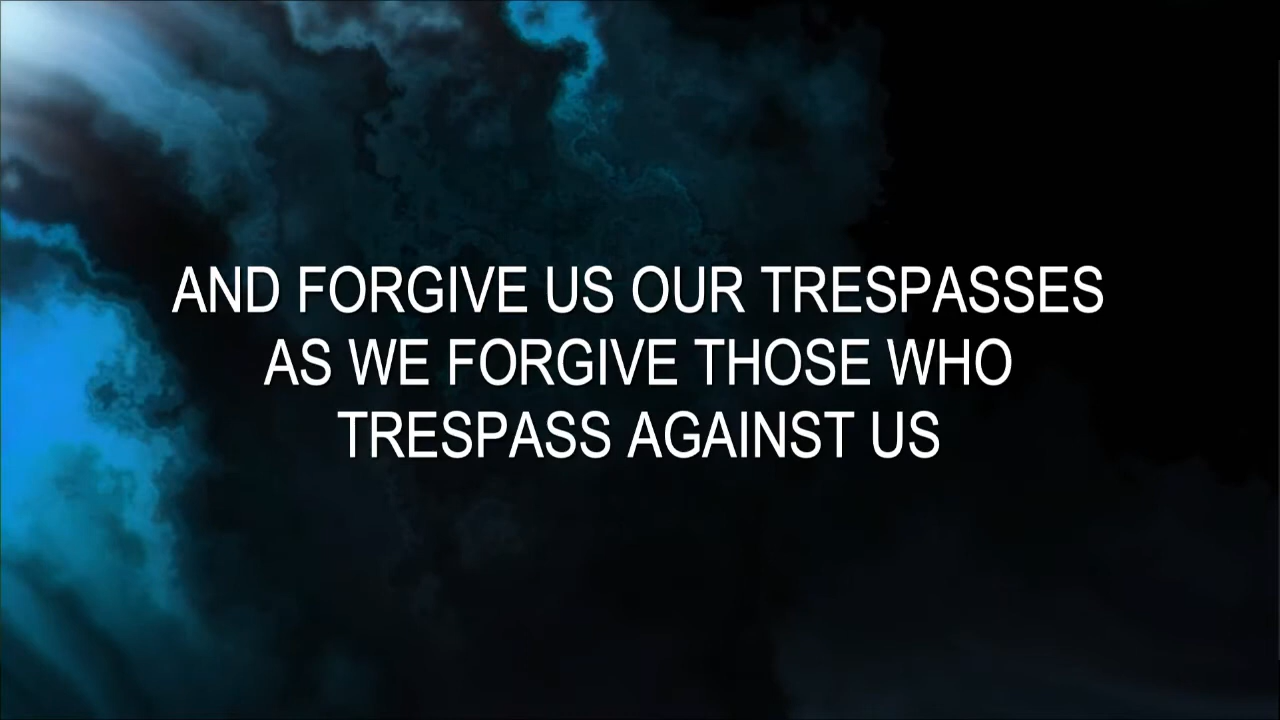 AND FORGIVE US OUR TRESPASSES
AS WE FORGIVE THOSE WHO
TRESPASS AGAINST US